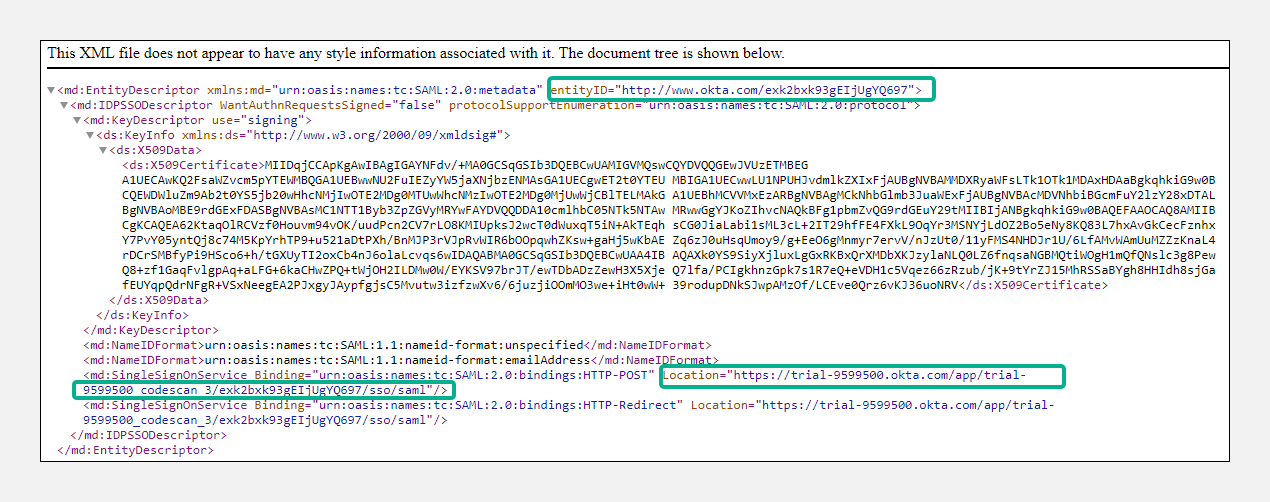 This XML file does not appear to have any style information associated with it. The document tree is shown below.
▼<md:EntityDescriptor xmlns:md="urn:oasis:names:tc:SAML:2.0:metadata" entityID="http://www.okta.com/exk2bxk93gEIjUgYQ697">
▼<md:IDPSSODescriptor WantAuthnRequestsSigned="false" protocolSupportEnumeration="urn:oasis:names:tc:SAML:2.0:protocol">
▼<md:KeyDescriptor use="signing">
▼<ds:KeyInfo xmlns:ds="http://www.w3.org/2000/09/xmldsig#">
▼<ds:X509Data>
<ds:X509Certificate>MIIDqjCCApKgAwIBAgIGAYNFdv/+MA0GCSqGSIb3DQEBCwUAMIGVMQswCQYDVQQGEwJVUzETMBEG
A1UECAwKQ2FsaWZvcm5pYTEWMBQGA1UEBwwNU2FuIEZyYW5jaXNjbzENMAsGA1UECgwET2t0YTEU MBIGA1UECwwLU1NPUHJvdmlkZXIxFjAUBgNVBAMMDXRyaWFsLTk1OTk1MDAxHDAaBgkqhkiG9w0B
CQEWDWluZm9Ab2t0YS5jb20wHhcNMjIwOTE2MDg0MTUwWhcNMzIwOTE2MDg0MjUwWjCBlTELMAkG A1UEBhMCVVMxEzARBgNVBAgMCkNhbGlmb3JuaWExFjAUBgNVBAcMDVNhbiBGcmFuY2lzY28xDTAL
BgNVBAoMBE9rdGExFDASBgNVBAsMC1NTT1Byb3ZpZGVyMRYwFAYDVQQDDA10cmlhbC05NTk5NTAw MRwwGgYJKoZIhvcNAQkBFg1pbmZvQG9rdGEuY29tMIIBIjANBgkqhkiG9w0BAQEFAAOCAQ8AMIIB
CgKCAQEA62KtaqOlRCVzf0Houvm94vOK/uudPcn2CV7rLO8KMIUpksJ2wcT0dWuxqT5iN+AkTEqh sCG0JiaLabi1sML3cL+2IT29hfFE4FXkL9OqYr3MSNYjLdOZ2Bo5eNy8KQ83L7hxAvGkCecFznhx
Y7PvY05yntQj8c74M5KpYrhTP9+u521aDtPXh/BnMJP3rVJpRvWIR6bOOpqwhZKsw+gaHj5wKbAE Zq6zJ0uHsqUmoy9/g+EeO6gMnmyr7ervV/nJzUt0/11yFMS4NHDJr1U/6LfAMvWAmUuMZZzKnaL4
rDCrSMBfyPi9HSco6+h/tGXUyTI2oxCb4nJ6olaLcvqs6wIDAQABMA0GCSqGSIb3DQEBCwUAA4IB AQAXk0YS9SiyXjluxLgGxRKBxQrXMDbXKJzylaNLQ0LZ6fnqsaNGBMQtiWOgH1mQfQNslc3g8Pew
Q8+zf1GaqFvlgpAq+aLFG+6kaCHwZPQ+tWjOH2ILDMw0W/EYKSV97brJT/ewTDbADzZewH3X5Xje Q7lfa/PCIgkhnzGpk7s1R7eQ+eVDH1c5Vqez66zRzub/jK+9tYrZJ15MhRSSaBYgh8HHIdh8sjGa
fEUYqpQdrNFgR+VSxNeegEA2PJxgyJAypfgjsC5Mvutw3izfzwXv6/6juzjiOOmMO3we+iHt0wW+ 39rodupDNkSJwpAMzOf/LCEve0Qrz6vKJ36uoNRV</ds:X509Certificate>
</ds:X509Data>
</ds:KeyInfo>
</md:KeyDescriptor>
<md:NameIDFormat>urn:oasis:names:tc:SAML:1.1:nameid-format:unspecified</md:NameIDFormat>
<md:NameIDFormat>urn:oasis:names:tc:SAML:1.1:nameid-format:emailAddress</md:NameIDFormat>
<md:SingleSignOnService Binding="urn:oasis:names:tc:SAML:2.0:bindings:HTTP-POST" Location="https://trial-9599500.okta.com/app/trial-
9599500_codescan_3/exk2bxk93gEIjUgYQ697/sso/saml"/>
<md:SingleSignOnService Binding="urn:oasis:names:tc:SAML:2.0:bindings:HTTP-Redirect" Location="https://trial-9599500.okta.com/app/trial-
9599500_codescan_3/exk2bxk93gEIjUgYQ697/sso/saml"/>
</md:IDPSSODescriptor>
</md:EntityDescriptor>